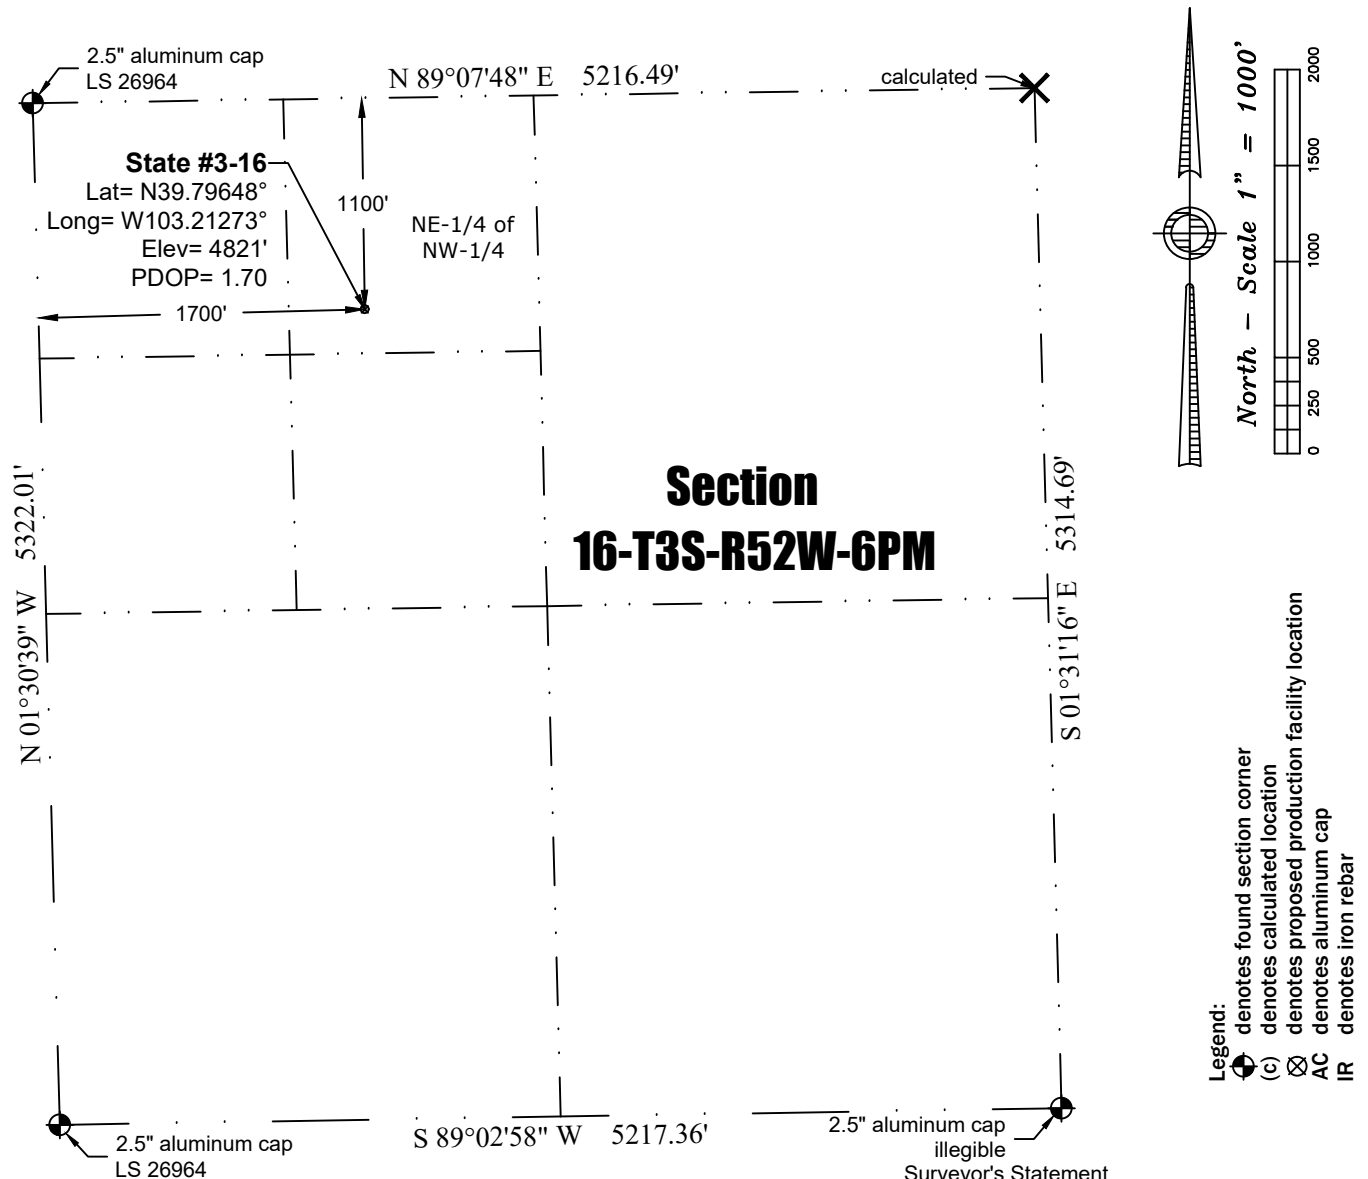 2.5" aluminum cap
LS 26964
N 89°07'48" E 5216.49'
calculated
State #3-16
Lat= N39.79648°
Long= W103.21273°
Elev= 4821'
PDOP= 1.70
1100'
NE-1/4 of
NW-1/4
1700'
North - Scale 1" = 1000'
0 250 500 1000 1500 2000
Section
16-T3S-R52W-6PM
N 01°30'39" W 5322.01'
S 01°31'16" E 5314.69'
Legend:
denotes found section corner
(c) denotes calculated location
denotes proposed production facility location
AC denotes aluminum cap
IR denotes iron rebar
2.5" aluminum cap
LS 26964
S 89°02'58" W 5217.36'
2.5" aluminum cap
illegible
Surveyor's Statement